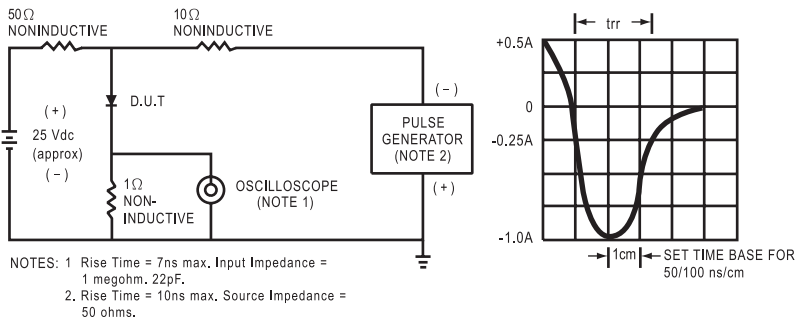 50Ω
NONINDUCTIVE
10Ω
NONINDUCTIVE
D.U.T
(+)
25 Vdc
(approx)
(-)
1Ω
NON-
INDUCTIVE
OSCILLOSCOPE
(NOTE 1)
(-)
PULSE
GENERATOR
(NOTE 2)
(+)
NOTES: 1 Rise Time = 7ns max. Input Impedance =
1 megohm. 22pF.
2. Rise Time = 10ns max. Source Impedance =
50 ohms.
trr
+0.5A
0
-0.25A
-1.0A
1cm
SET TIME BASE FOR
50/100 ns/cm